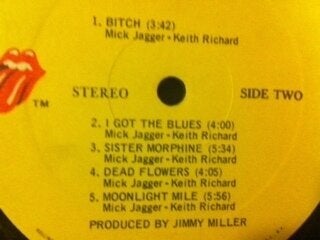 1. BITCH (3:42)
Mick Jagger - Keith Richard
TM
STEREO
SIDE TWO
2. I GOT THE BLUES (4:00)
Mick Jagger - Keith Richard
3. SISTER MORPHINE (5:34)
Mick Jagger - Keith Richard
4. DEAD FLOWERS (4:05)
Mick Jagger - Keith Richard
5. MOONLIGHT MILE (5:56)
Mick Jagger - Keith Richard
PRODUCED BY JIMMY MILLER